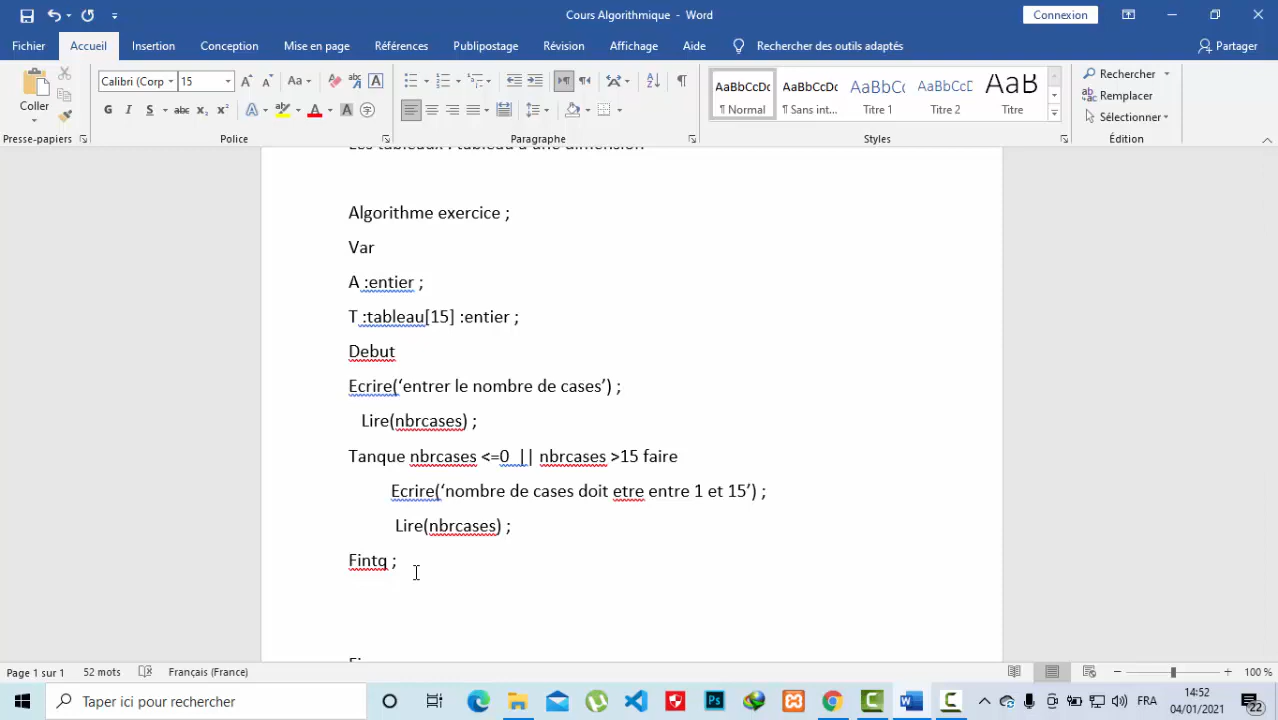 Cours Algorithmique - Word
Connexion
Fichier Accueil Insertion Conception Mise en page Références Publipostage Révision Affichage Aide Rechercher des outils adaptés Partager
Coller
Calibri (Corp 15
AaBbCcDc AaBbCcDc AaBbCc AaBbCcC AaB
¶ Normal ¶ Sans int... Titre 1 Titre 2 Titre
Rechercher
Remplacer
Sélectionner
Presse-papiers Police Paragraphe Styles Édition
Les tableaux : tableau à une dimension
Algorithme exercice ;
Var
A :entier ;
T :tableau[15] :entier ;
Debut
Ecrire(‘entrer le nombre de cases’) ;
Lire(nbrcases) ;
Tanque nbrcases <=0 || nbrcases >15 faire
Ecrire(‘nombre de cases doit etre entre 1 et 15’) ;
Lire(nbrcases) ;
Fintq ;
Page 1 sur 1 52 mots Français (France) 100 %
Taper ici pour rechercher
FRA
14:52
04/01/2021
22